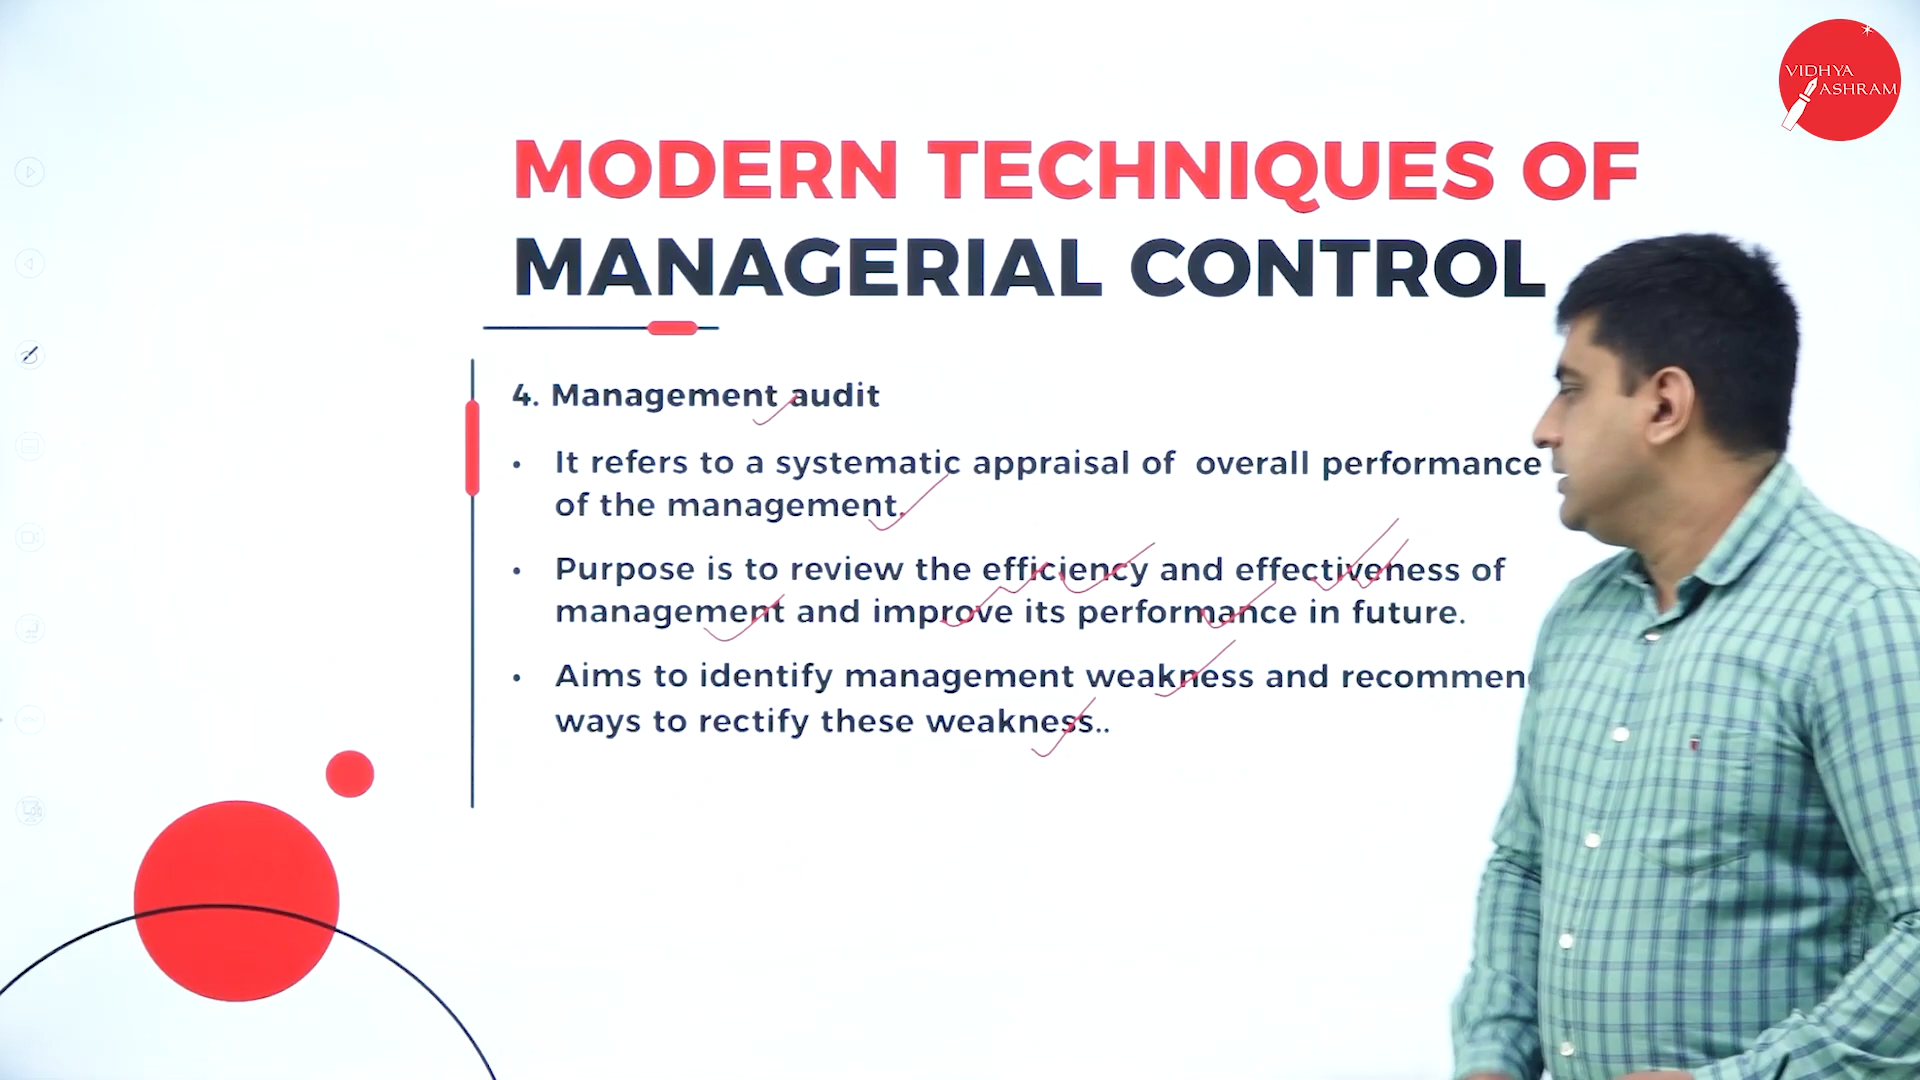 VIDHYA
ASHRAM
MODERN TECHNIQUES OF
MANAGERIAL CONTROL
4. Management audit
• It refers to a systematic appraisal of overall performance
of the management.
• Purpose is to review the efficiency and effectiveness of
management and improve its performance in future.
• Aims to identify management weakness and recommen
ways to rectify these weakness..